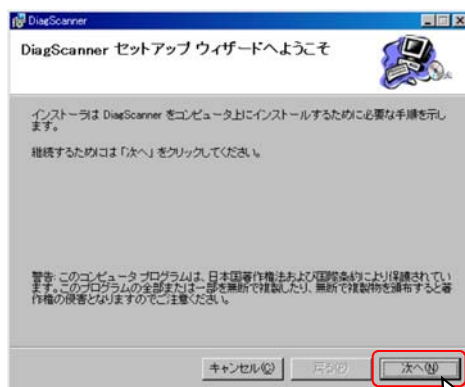 DiagScanner
DiagScanner セットアップ ウィザードへようこそ
インストーラは DiagScanner をコンピュータ上にインストールするために必要な手順を示し
ます。
継続するためには「次へ」をクリックしてください。
警告: このコンピュータ プログラムは、日本国著作権法および国際条約により保護されてい
ます。このプログラムの全部または一部を無断で複製したり、無断で複製物を頒布すると著
作権の侵害となりますのでご注意ください。
キャンセル(C)
戻る(P)
次へ(N)